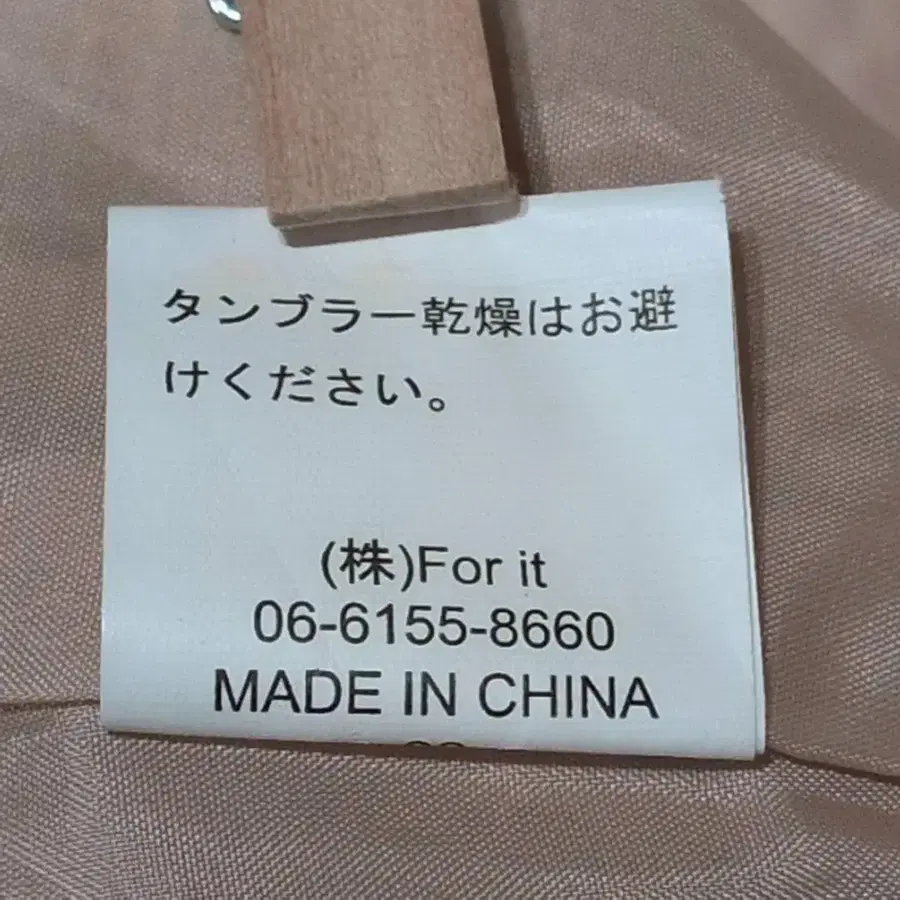 タンブラー乾燥はお避
けください。
(株)For it
06-6155-8660
MADE IN CHINA